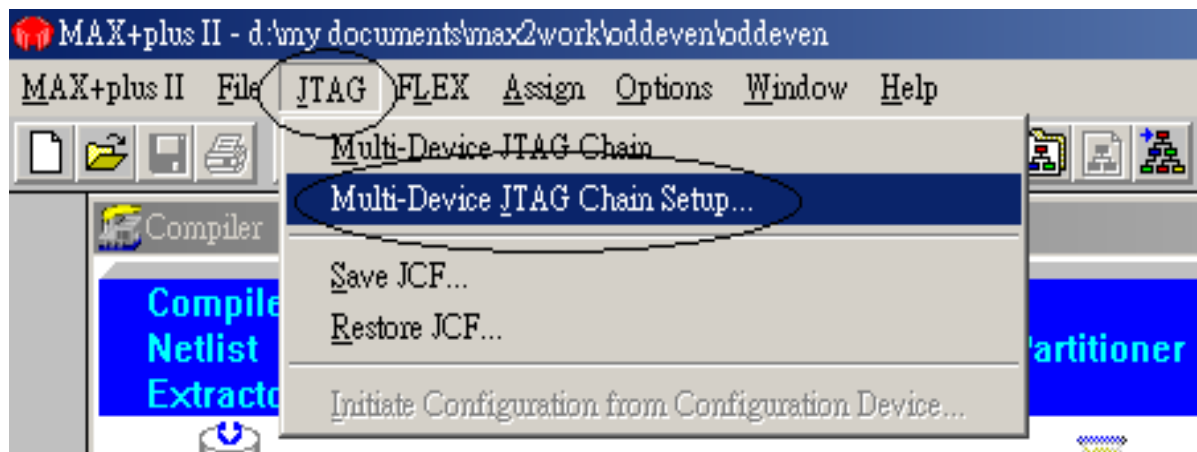 MAX+plus II - d:\my documents\max2work\oddeven\oddeven
MAX+plus II File JTAG FLEX Assign Options Window Help
Multi-Device JTAG Chain
Multi-Device JTAG Chain Setup...
Compiler
Save JCF...
Restore JCF...
Initiate Configuration from Configuration Device...
Compile
Netlist
Extracto
artitioner